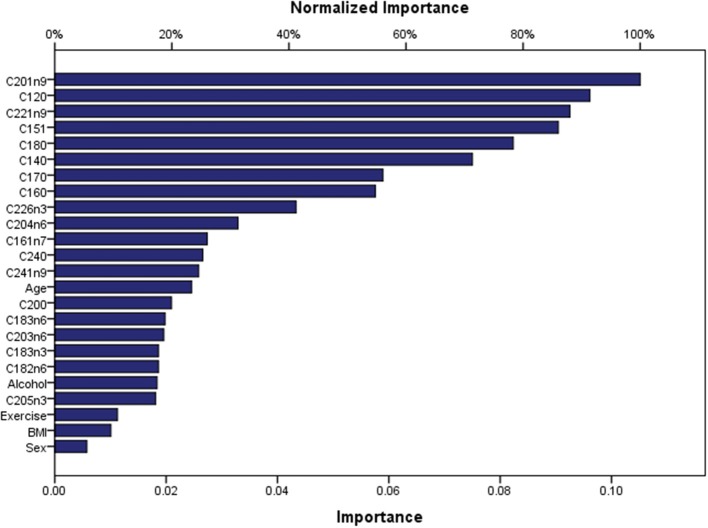 Normalized Importance
0% 20% 40% 60% 80% 100%
C201n9
C120
C221n9
C151
C180
C140
C170
C160
C226n3
C204n6
C161n7
C240
C241n9
Age
C200
C183n6
C203n6
C183n3
C182n6
Alcohol
C205n3
Exercise
BMI
Sex
0.00 0.02 0.04 0.06 0.08 0.10
Importance